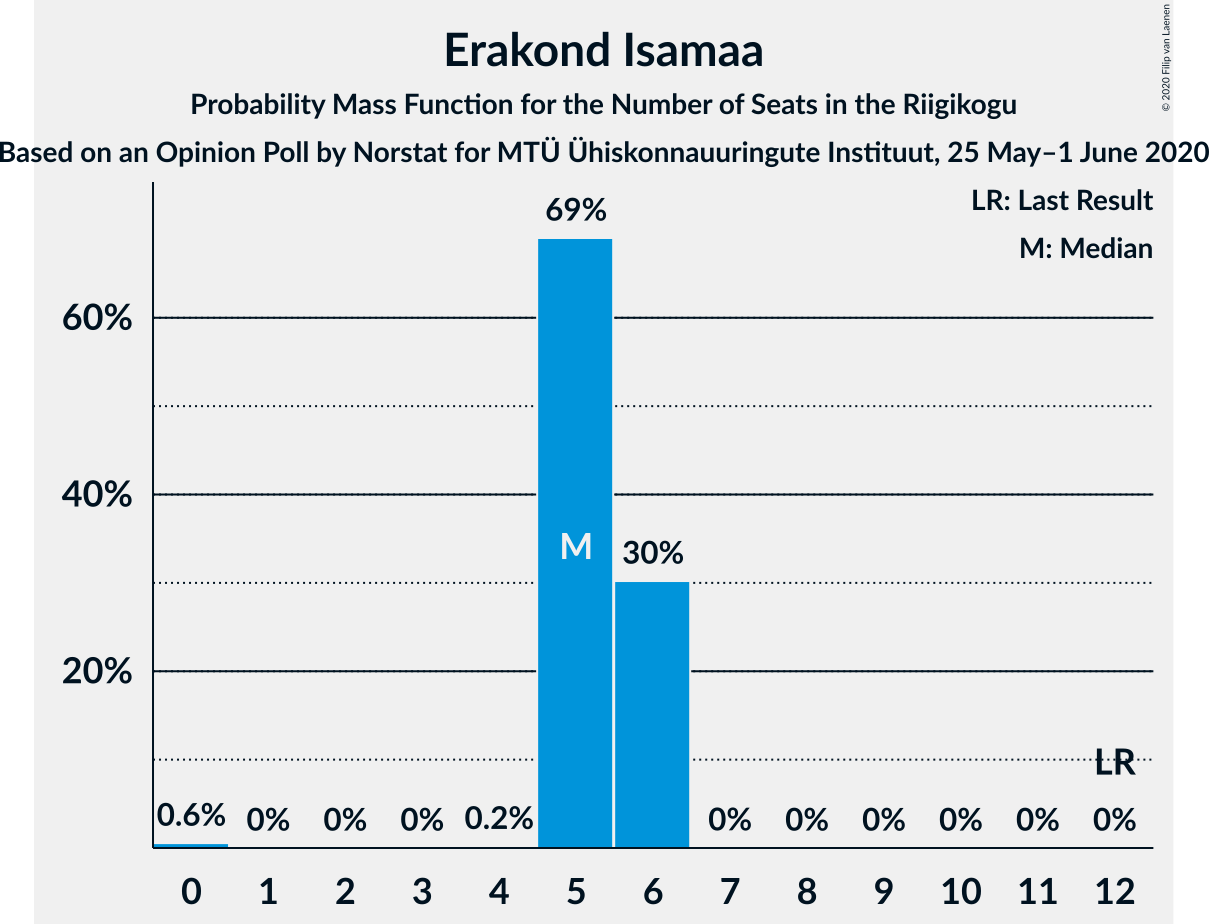 Erakond Isamaa
Probability Mass Function for the Number of Seats in the Riigikogu
Based on an Opinion Poll by Norstat for MTÜ Ühiskonnauuringute Instituut, 25 May–1 June 2020
© 2020 Filip van Laenen
LR: Last Result
M: Median
69%
60%
40%
M
30%
20%
LR
0.6% 0% 0% 0% 0.2% 0% 0% 0% 0% 0% 0%
0 1 2 3 4 5 6 7 8 9 10 11 12